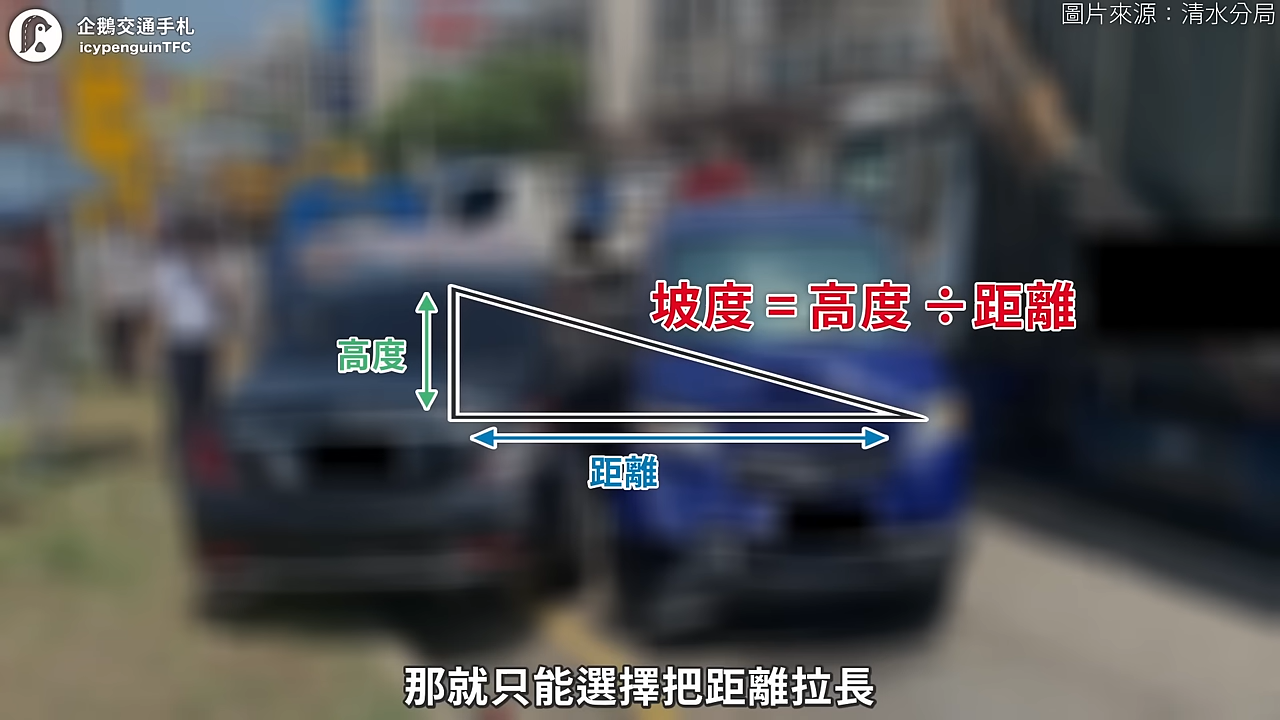 企鵝交通手札
icypenguinTFC
圖片來源：清水分局
坡度=高度÷距離
高度
距離
那就只能選擇把距離拉長